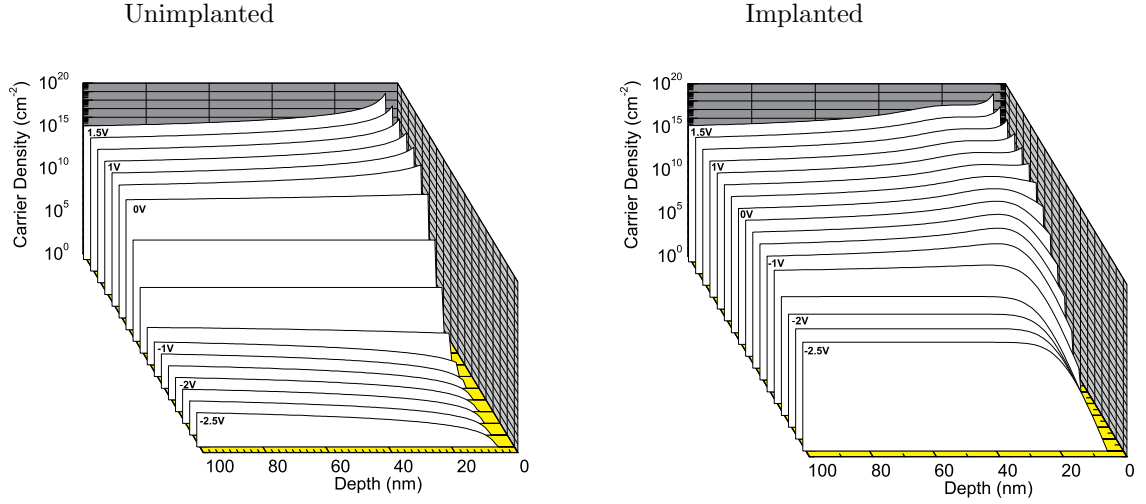 Unimplanted
Carrier Density (cm-2)
1020
1015
1010
105
100
1.5V
1V
0V
-1V
-2V
-2.5V
100 80 60 40 20 0
Depth (nm)
Implanted
Carrier Density (cm-2)
1020
1015
1010
105
100
1.5V
1V
0V
-1V
-2V
-2.5V
100 80 60 40 20 0
Depth (nm)